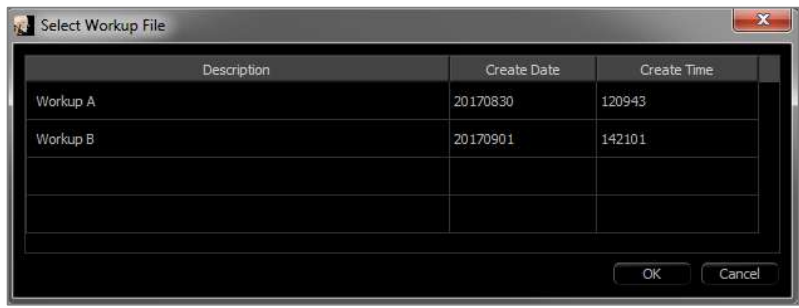 Select Workup File
Description Create Date Create Time
Workup A 20170830 120943
Workup B 20170901 142101
OK Cancel